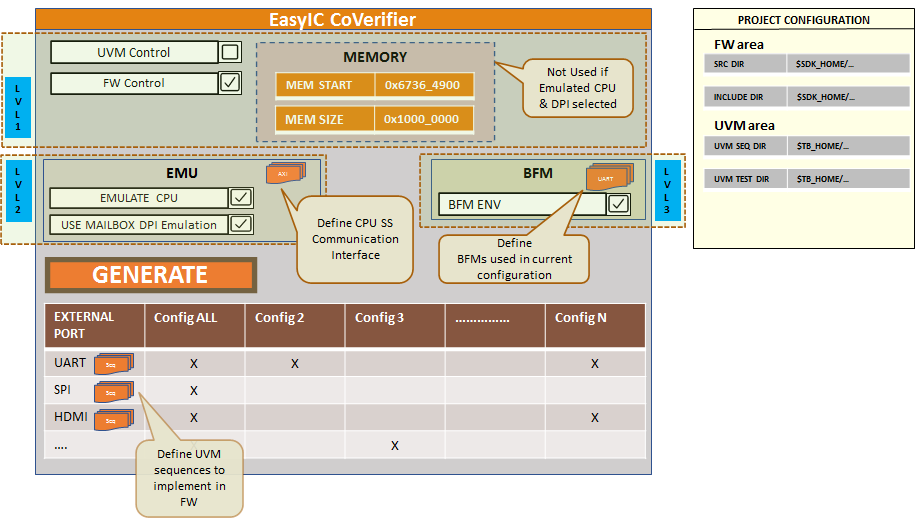 EasyIC CoVerifier
UVM Control
FW Control
MEMORY
MEM START 0x6736_4900
MEM SIZE 0x1000_0000
Not Used if
Emulated CPU
& DPI selected
L
V
L
1
EMU
AXI
EMULATE CPU
USE MAILBOX DPI Emulation
L
V
L
2
Define CPU SS
Communication
Interface
BFM
UART
BFM ENV
L
V
L
3
Define
BFMs used in current
configuration
GENERATE
EXTERNAL
PORT
Config ALL
Config 2
Config 3
...............
Config N
UART Seq X X X
SPI Seq X
HDMI Seq X X
.... X
Define UVM
sequences to
implement in
FW
PROJECT CONFIGURATION
FW area
SRC DIR $SDK_HOME/...
INCLUDE DIR $SDK_HOME/...
UVM area
UVM SEQ DIR $TB_HOME/...
UVM TEST DIR $TB_HOME/...